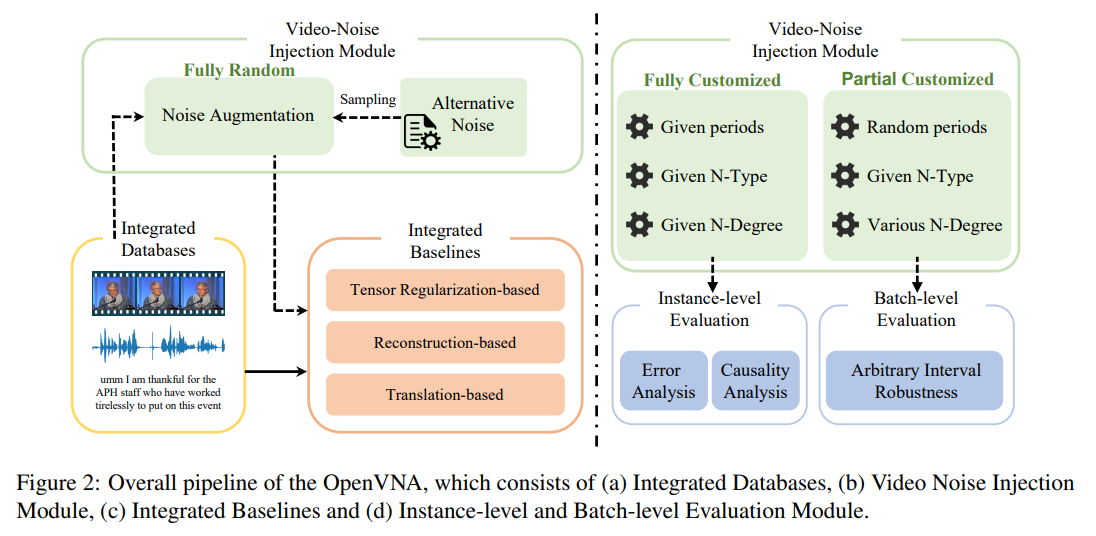 Video-Noise
Injection Module
Fully Random
Noise Augmentation
Sampling
Alternative
Noise
Integrated
Databases
umm I am thankful for the
APH staff who have worked
tirelessly to put on this event
Integrated
Baselines
Tensor Regularization-based
Reconstruction-based
Translation-based
Video-Noise
Injection Module
Fully Customized
Given periods
Given N-Type
Given N-Degree
Partial Customized
Random periods
Given N-Type
Various N-Degree
Instance-level
Evaluation
Error
Analysis
Causality
Analysis
Batch-level
Evaluation
Arbitrary Interval
Robustness
Figure 2: Overall pipeline of the OpenVNA, which consists of (a) Integrated Databases, (b) Video Noise Injection
Module, (c) Integrated Baselines and (d) Instance-level and Batch-level Evaluation Module.